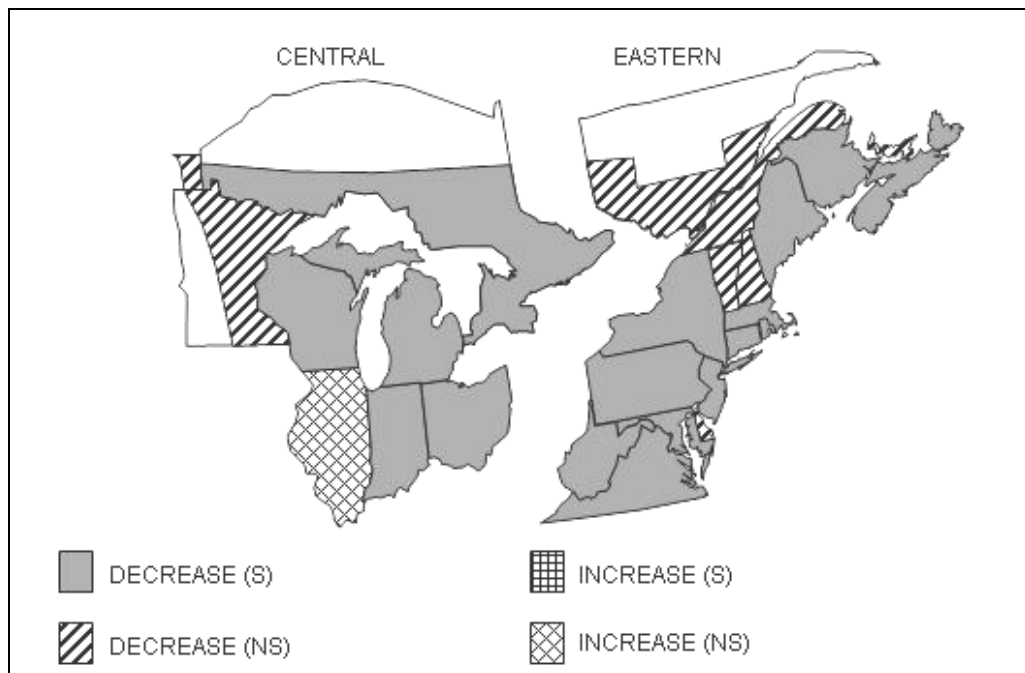 CENTRAL
EASTERN
DECREASE (S)
INCREASE (S)
DECREASE (NS)
INCREASE (NS)